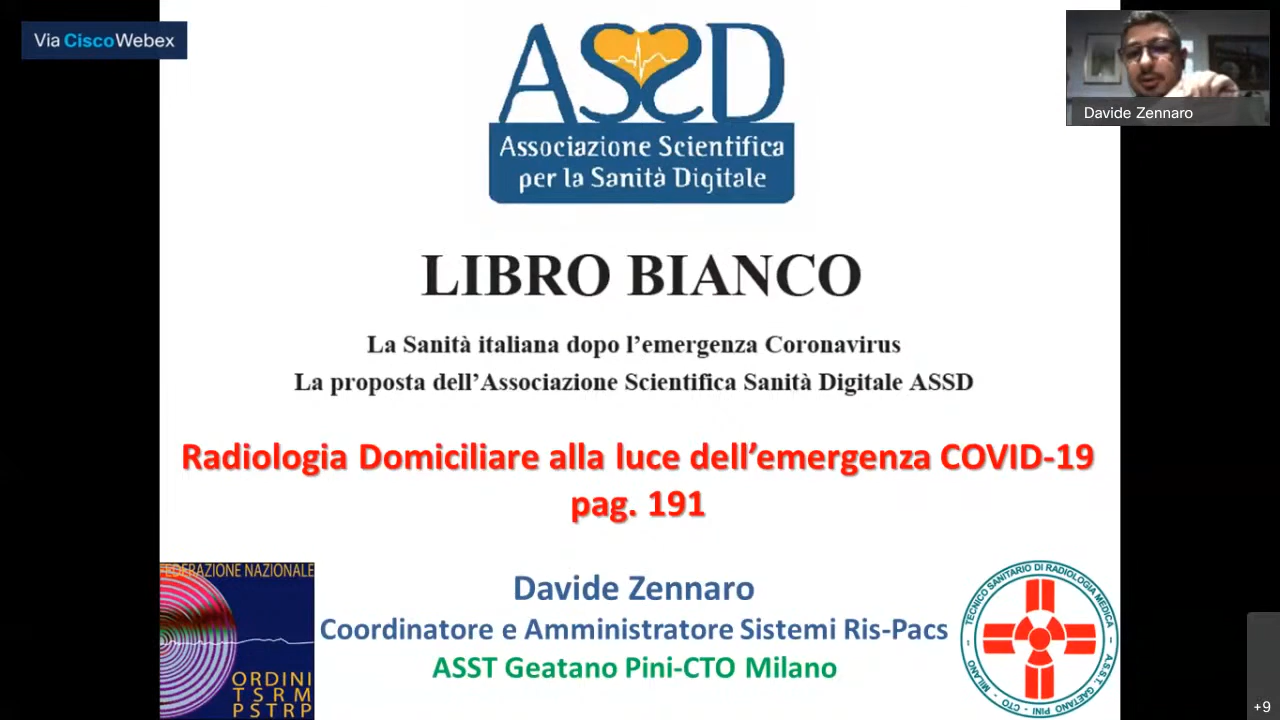 Via Cisco Webex
ASSD
Associazione Scientifica
per la Sanità Digitale
Davide Zennaro
LIBRO BIANCO
La Sanità italiana dopo l'emergenza Coronavirus
La proposta dell'Associazione Scientifica Sanità Digitale ASSD
Radiologia Domiciliare alla luce dell'emergenza COVID-19
pag. 191
FEDERAZIONE NAZIONALE
ORDINI
TSRM
PSTRP
Davide Zennaro
Coordinatore e Amministratore Sistemi Ris-Pacs
ASST Geatano Pini-CTO Milano
TECNICO SANITARIO DI RADIOLOGIA MEDICA
A.S.S.T. GAETANO PINI - CTO - MILANO -
+9